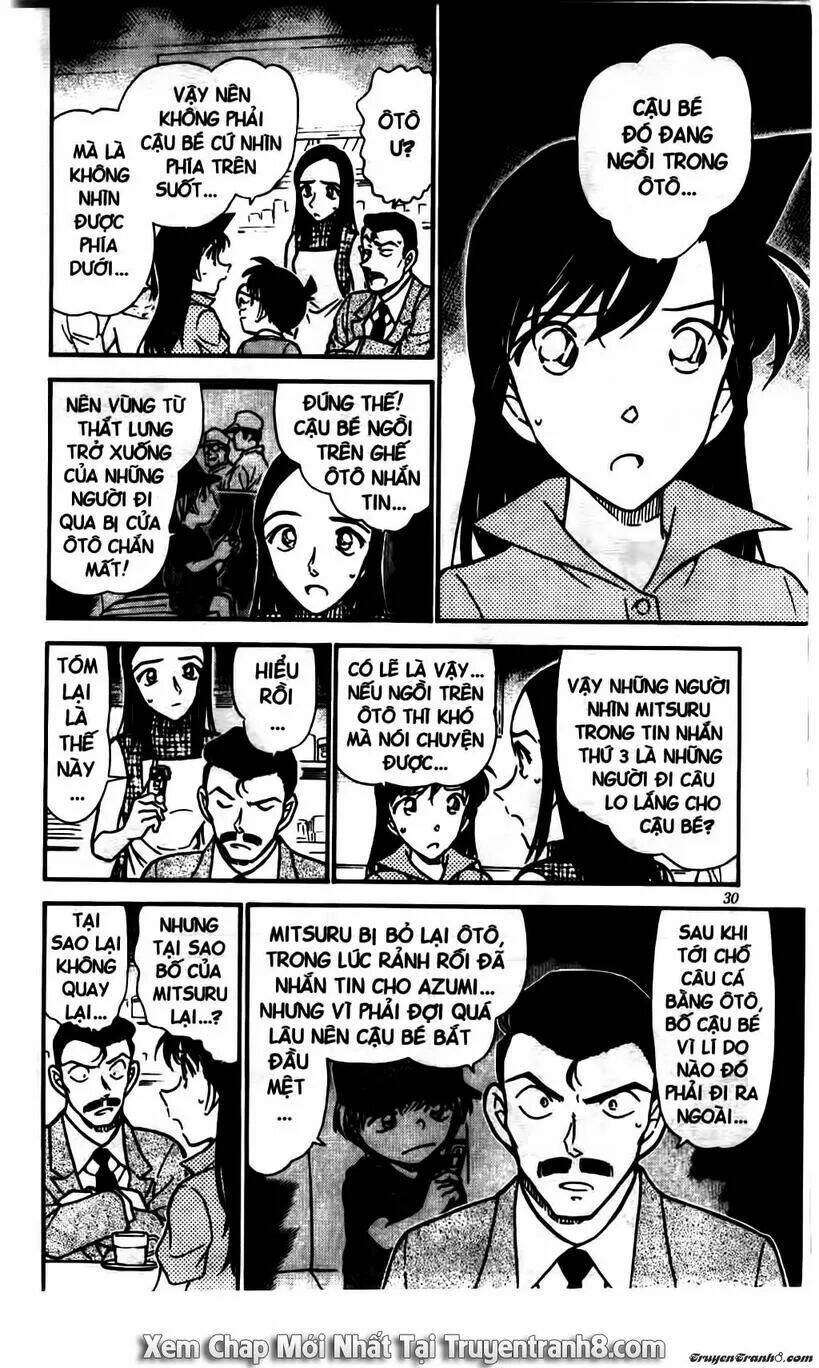 CẬU BÉ
ĐÓ ĐANG
NGỒI TRONG
ÔTÔ...
ÔTÔ
Ư?
VẬY NÊN
KHÔNG PHẢI
CẬU BÉ CỨ NHÌN
PHÍA TRÊN
SUỐT...
MÀ LÀ
KHÔNG
NHÌN
ĐƯỢC
PHÍA
DƯỚI...
ĐÚNG THẾ!
CẬU BÉ NGỒI
TRÊN GHẾ
ÔTÔ NHẮN
TIN...
NÊN VŨNG TỪ
THẮT LƯNG
TRỞ XUỐNG
CỦA NHỮNG
NGƯỜI ĐI
QUA BỊ CỬA
ÔTÔ CHẮN
MẤT!
VẬY NHỮNG NGƯỜI
NHÌN MITSURU
TRONG TIN NHẮN
THỨ 3 LÀ NHỮNG
NGƯỜI ĐI CÂU
LO LẮNG CHO
CẬU BÉ?
CÓ LẼ LÀ VẬY...
NẾU NGỒI TRÊN
ÔTÔ THÌ KHÓ
MÀ NÓI CHUYỆN
ĐƯỢC...
HIỂU
RỒI
...
TÓM
LẠI
LÀ
THẾ
NÀY
...
30
SAU KHI
TỚI CHỖ
CÂU CÁ
BẰNG ÔTÔ,
BỐ CẬU BÉ
VÌ LÍ DO
NÀO ĐÓ
PHẢI ĐI RA
NGOÀI...
MITSURU BỊ BỎ LẠI ÔTÔ,
TRONG LÚC RẢNH RỖI ĐÃ
NHẮN TIN CHO AZUMI...
NHƯNG VÌ PHẢI ĐỢI QUÁ
LÂU NÊN CẬU BÉ BẮT
ĐẦU MỆT
...
NHƯNG
TẠI SAO
BỐ CỦA
MITSURU
LẠI...?
TẠI
SAO LẠI
KHÔNG
QUAY
LẠI...
Xem Chap Mới Nhất Tại Truyentranh8.com
TruyenTranh8.com